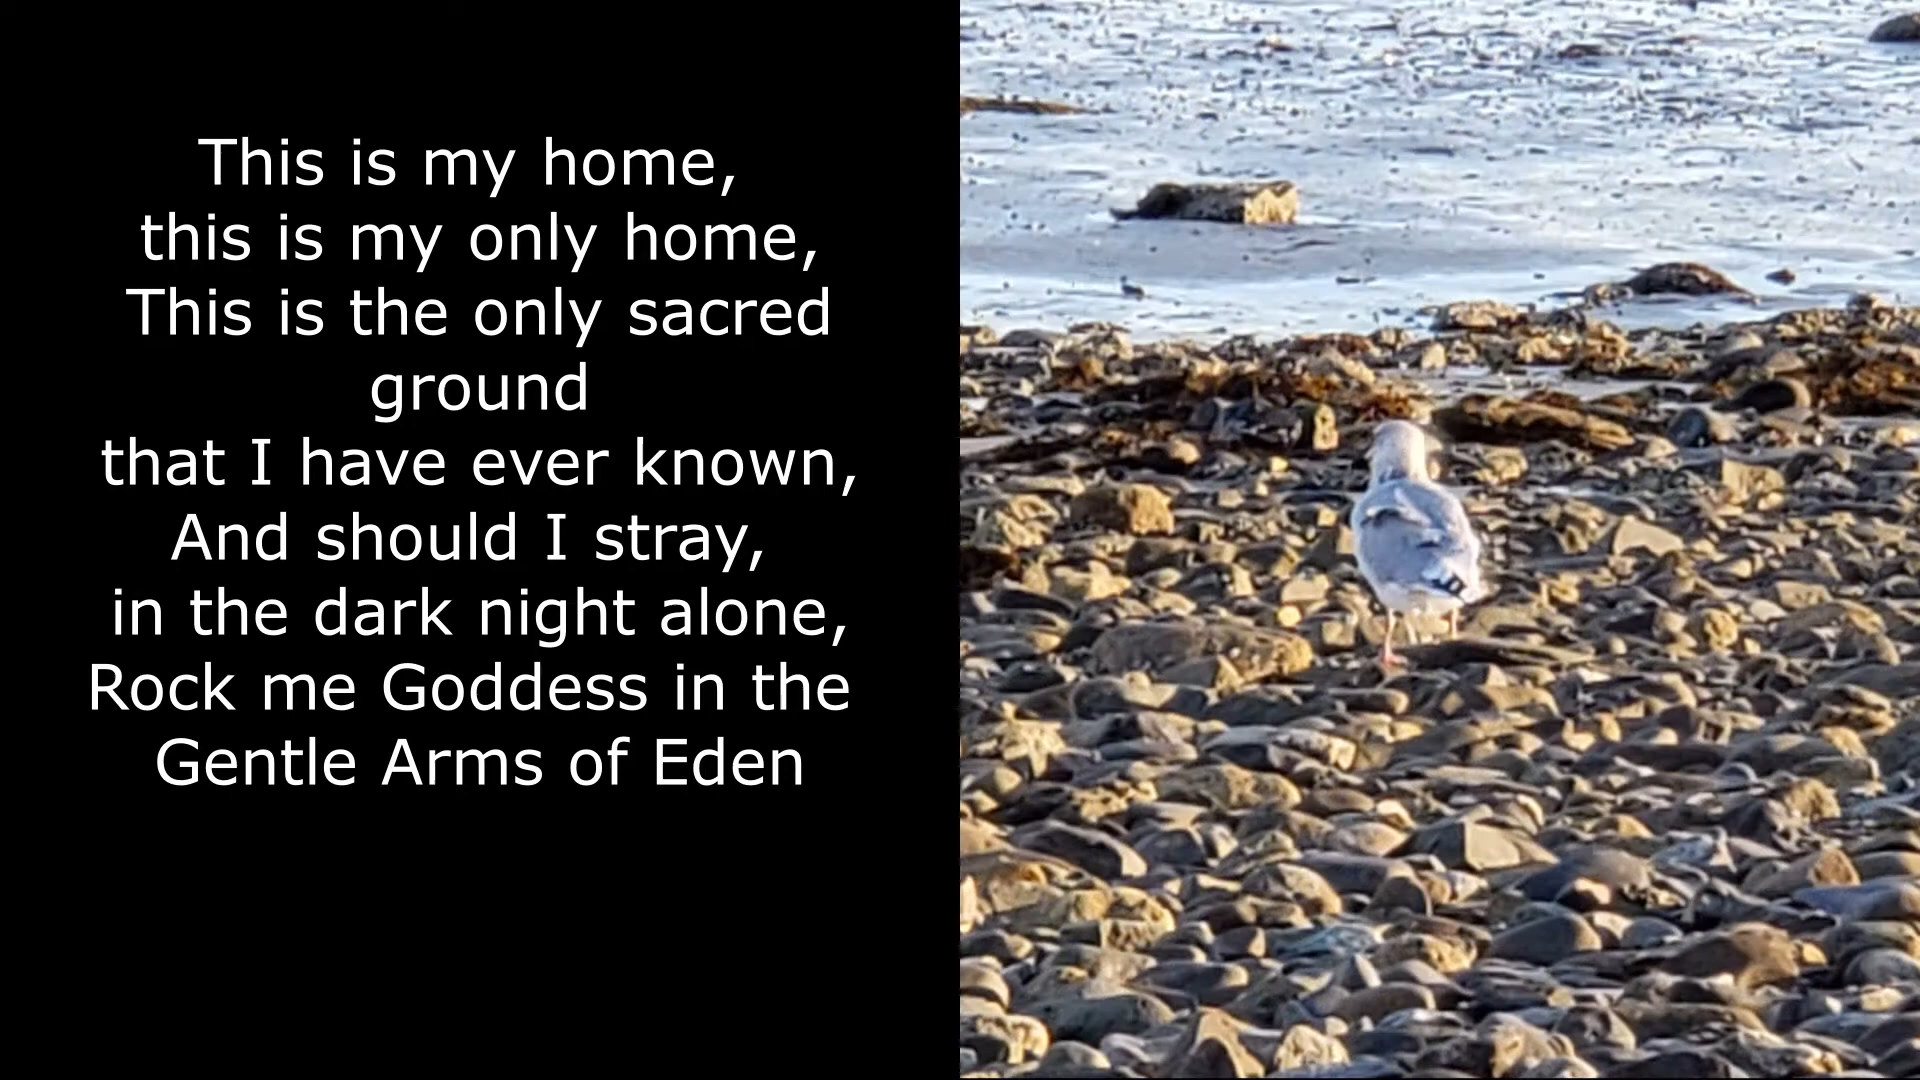 This is my home,
this is my only home,
This is the only sacred
ground
that I have ever known,
And should I stray,
in the dark night alone,
Rock me Goddess in the
Gentle Arms of Eden